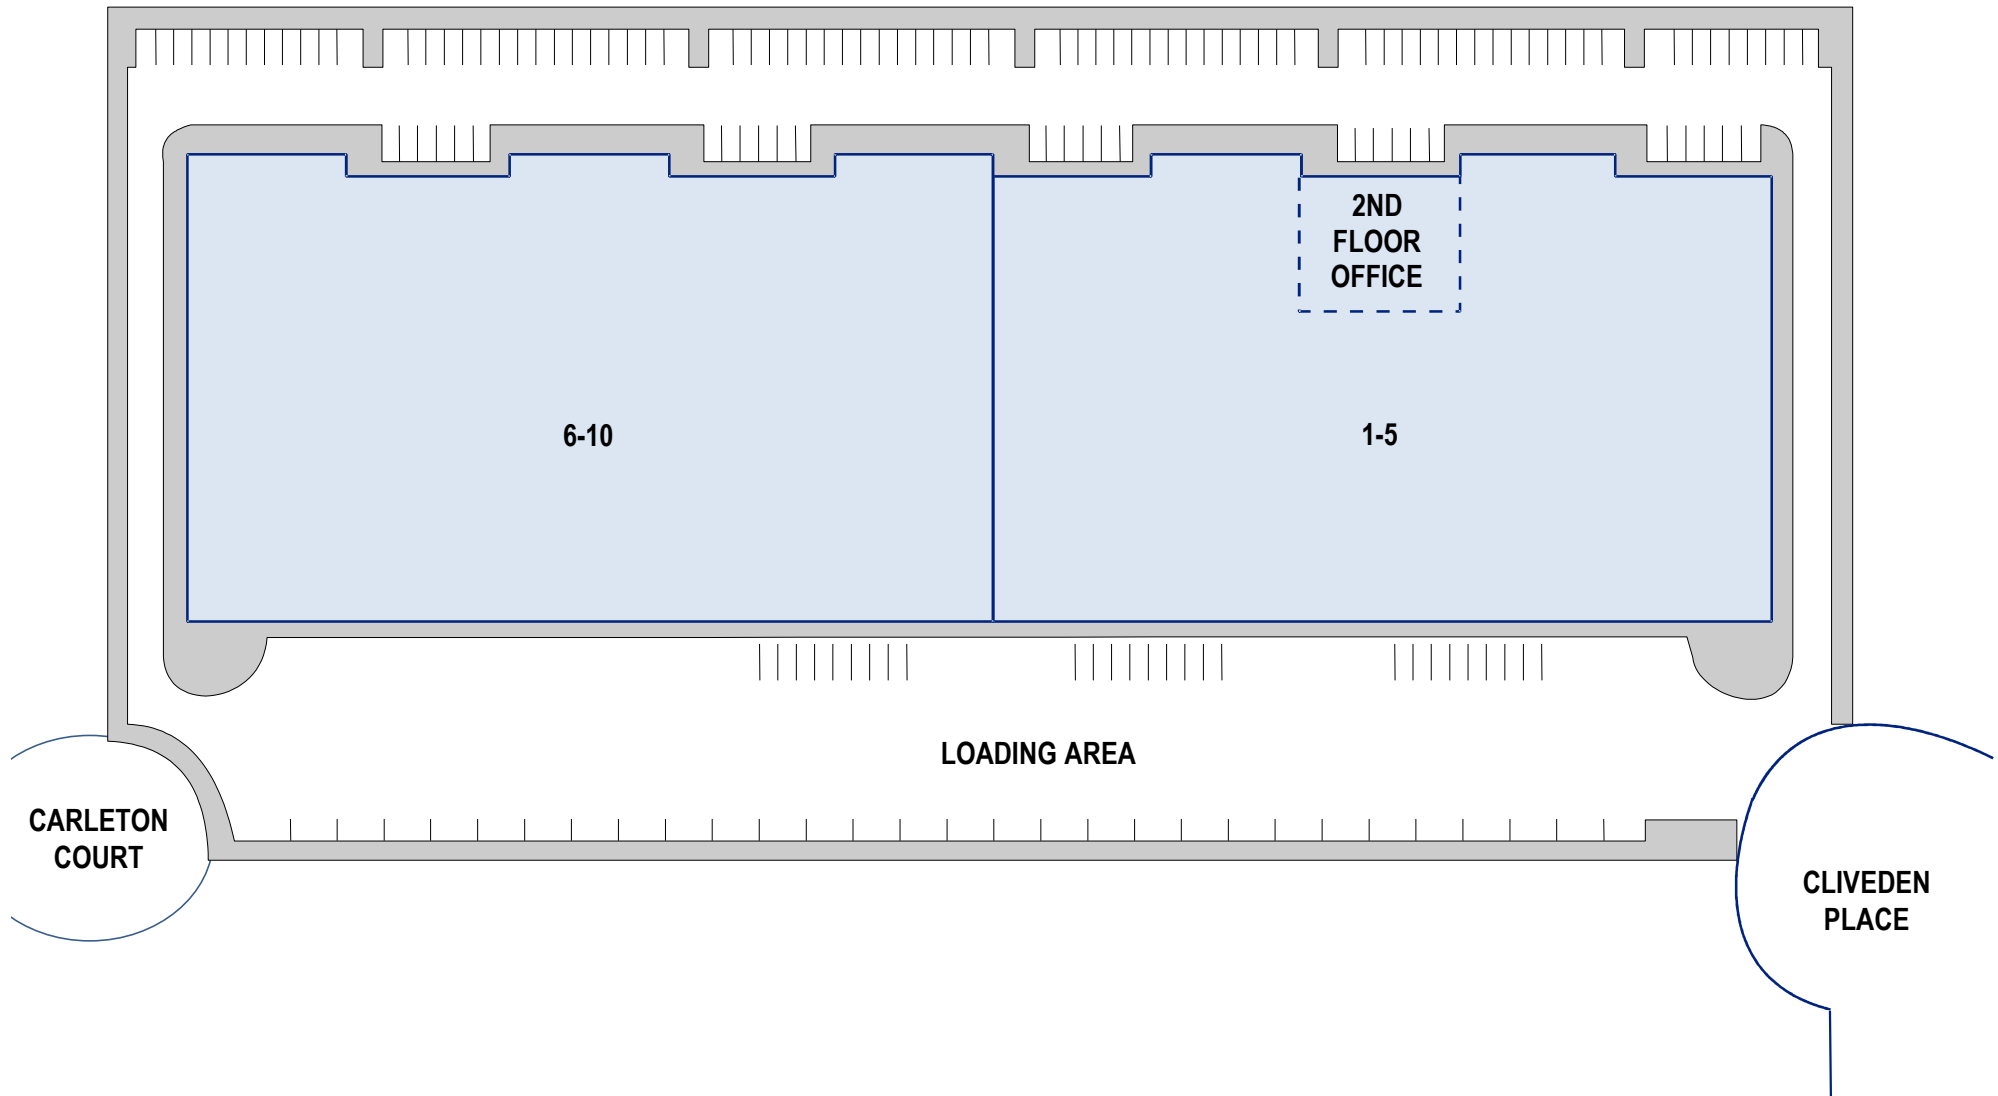 2ND
FLOOR
OFFICE
6-10
1-5
LOADING AREA
CARLETON
COURT
CLIVEDEN
PLACE